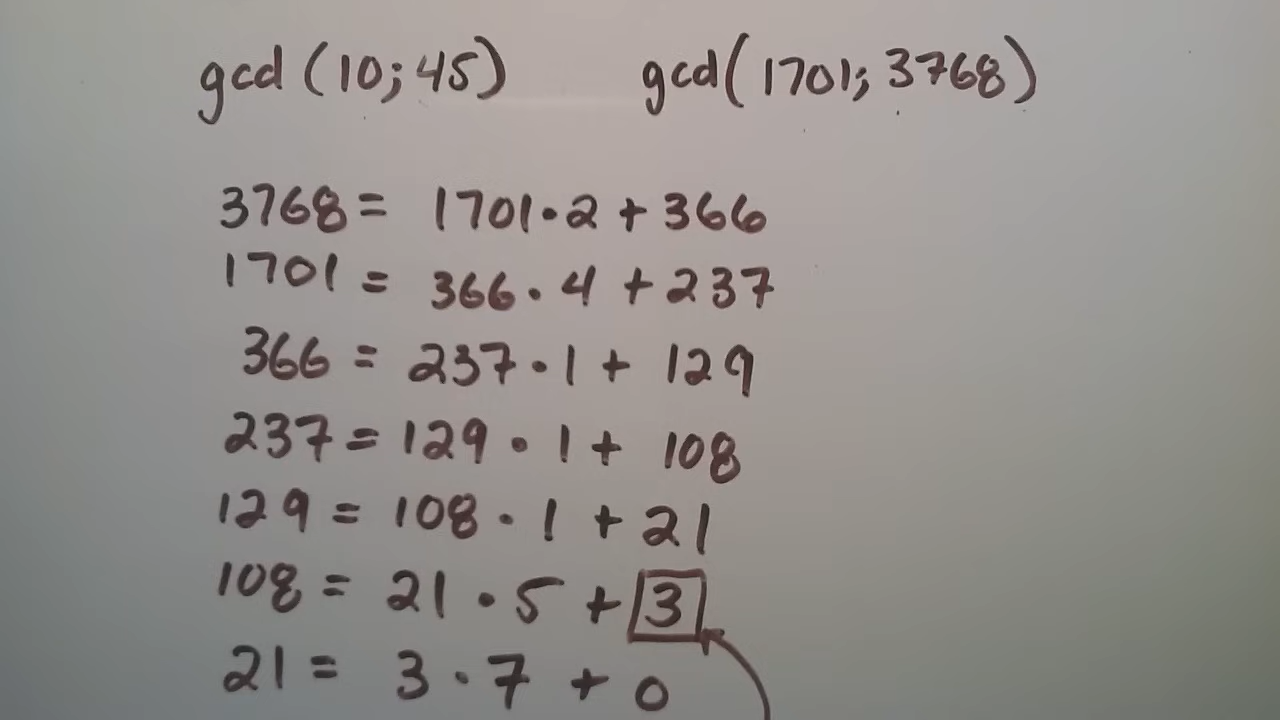 gcd (10; 45) gcd(1701; 3768)
3768 = 1701 · 2 + 366
1701 = 366 · 4 + 237
366 = 237 · 1 + 129
237 = 129 · 1 + 108
129 = 108 · 1 + 21
108 = 21 · 5 + 3
21 = 3 · 7 + 0